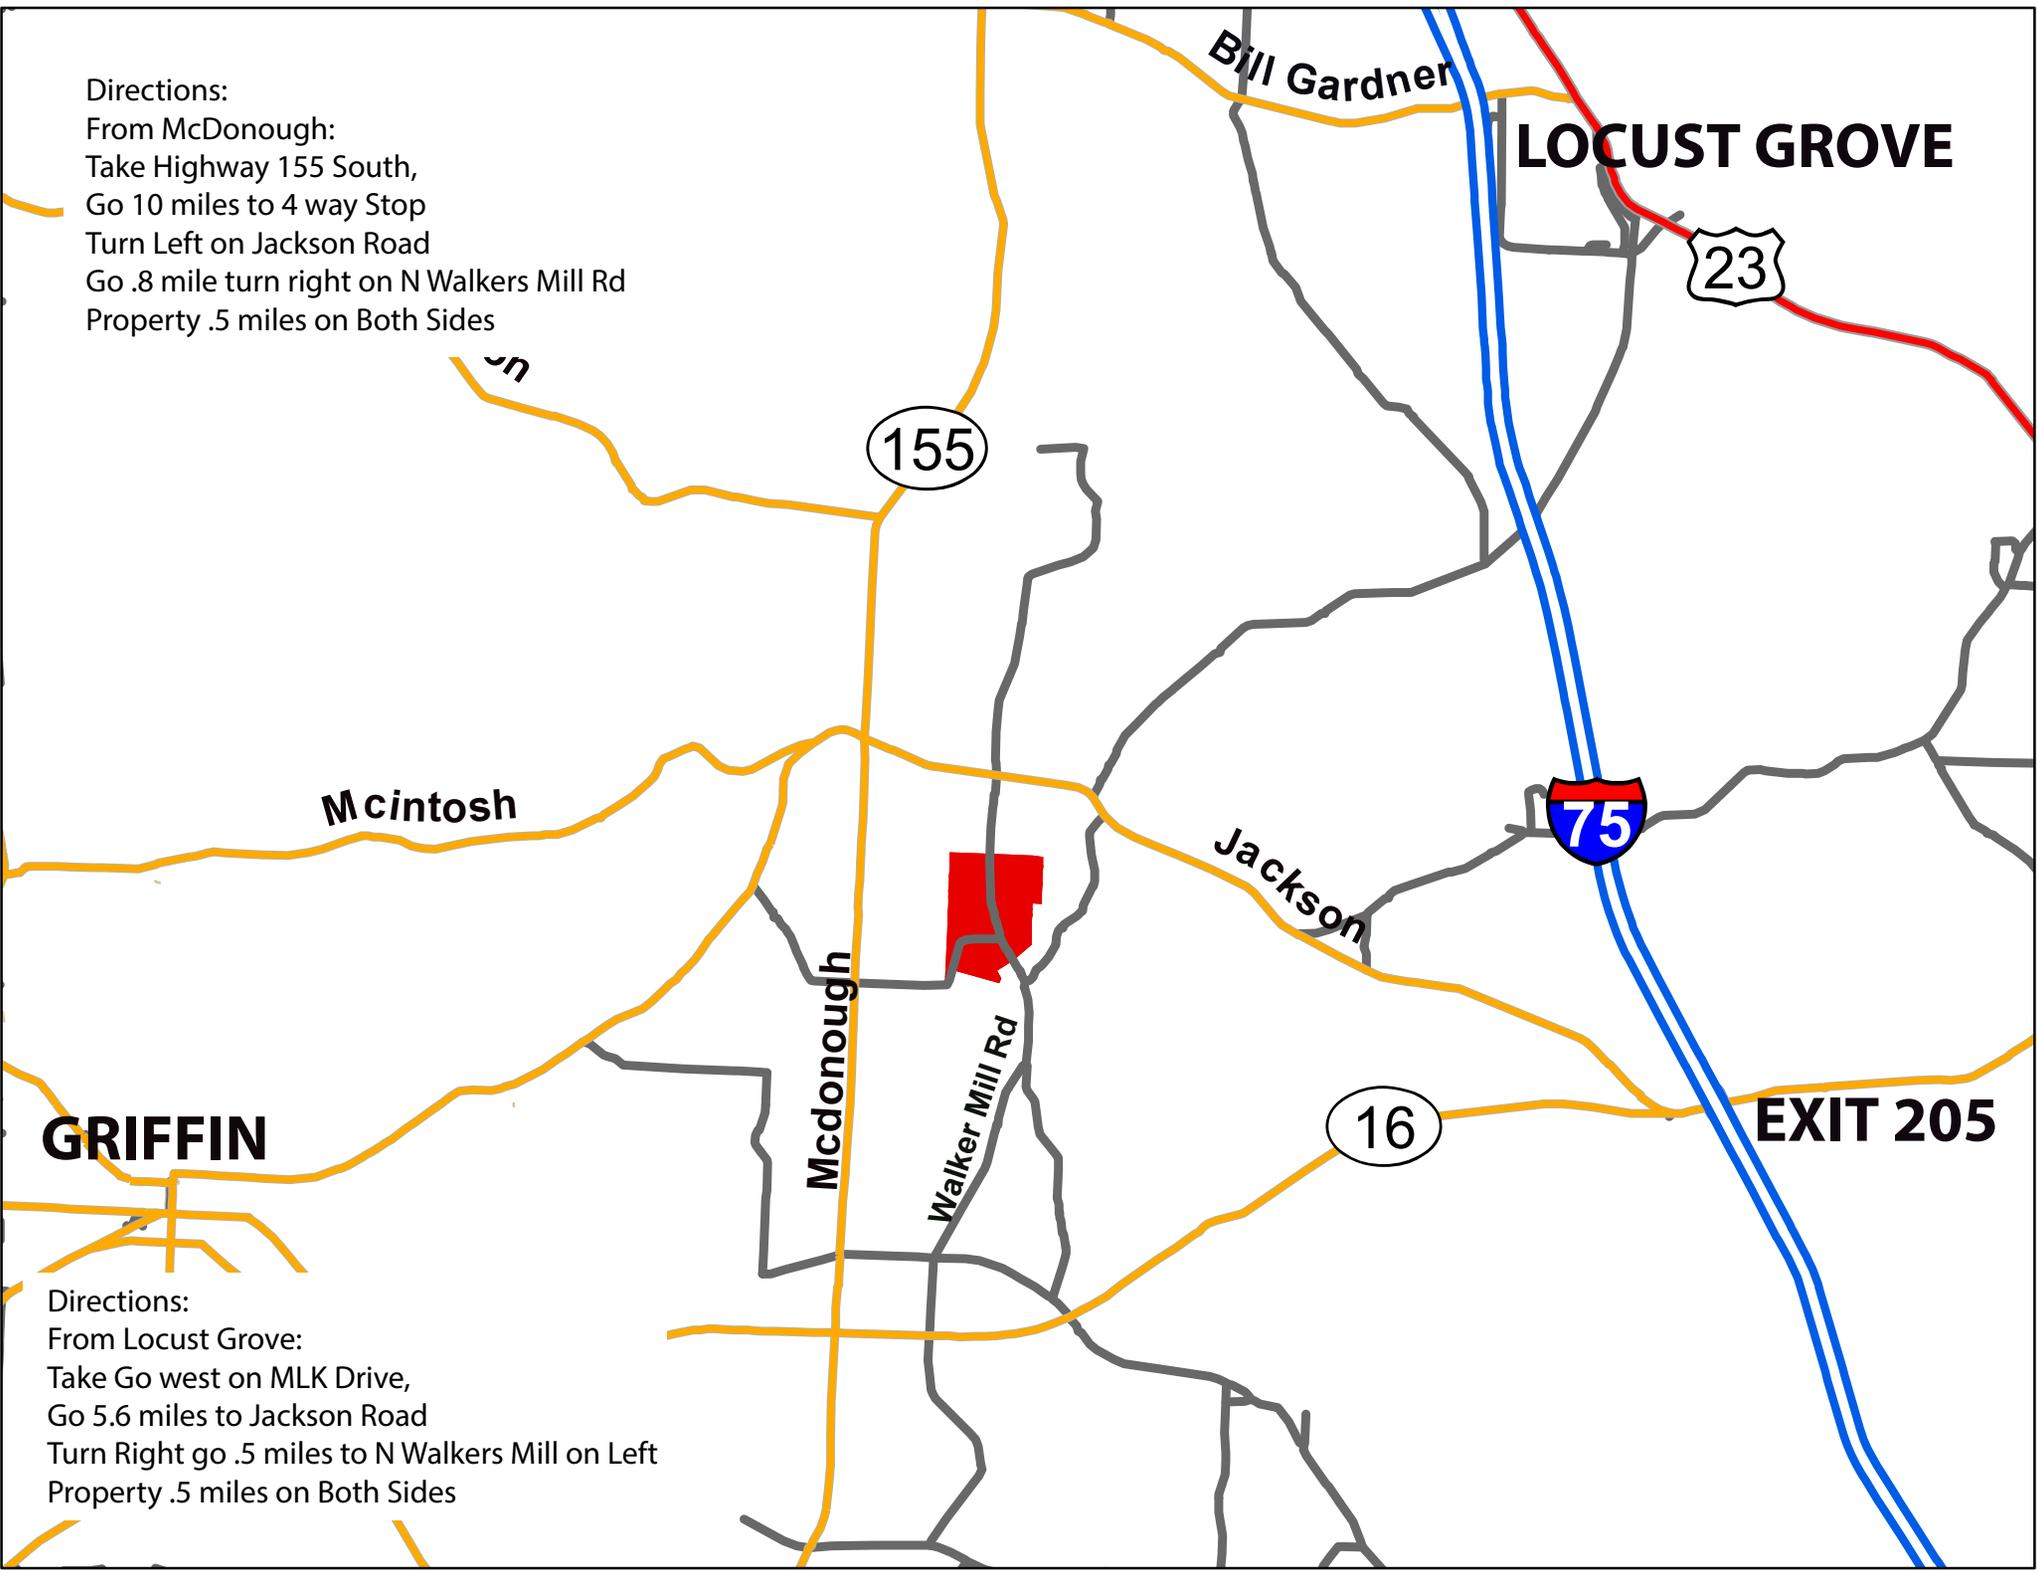 Directions:
From McDonough:
Take Highway 155 South,
Go 10 miles to 4 way Stop
Turn Left on Jackson Road
Go .8 mile turn right on N Walkers Mill Rd
Property .5 miles on Both Sides
Bill Gardner
LOCUST GROVE
23
155
Mcintosh
75
Jackson
Mcdonough
Walker Mill Rd
16
EXIT 205
GRIFFIN
Directions:
From Locust Grove:
Take Go west on MLK Drive,
Go 5.6 miles to Jackson Road
Turn Right go .5 miles to N Walkers Mill on Left
Property .5 miles on Both Sides